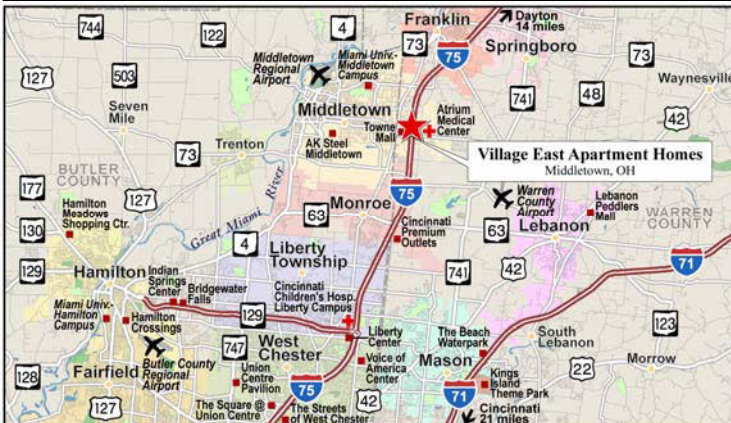 744
122
4
Franklin
73
Dayton
14 miles
Springboro
75
73
Middletown
Regional
Airport
Miami Univ.-
Middletown
Campus
127
503
741
48
Waynesville
42
Seven
Mile
Middletown
Towne
Mall
Atrium
Medical
Center
AK Steel
Middletown
Trenton
73
Village East Apartment Homes
Middletown, OH
BUTLER
COUNTY
177
127
River
Great Miami
75
Monroe
63
Warren
County
Airport
Lebanon
Peddlers
Mall
WARREN
COUNTY
Hamilton
Meadows
Shopping Ctr.
130
4
Cincinnati
Premium
Outlets
63
Lebanon
129
Hamilton
Indian
Springs
Center
Bridgewater
Falls
Liberty
Township
Cincinnati
Children's Hosp.
Liberty Campus
741
42
71
Miami Univ.-
Hamilton
Campus
Hamilton
Crossings
129
Liberty
Center
The Beach
Waterpark
South
Lebanon
123
747
West
Chester
Voice of
America
Center
Mason
Butler County
Regional
Airport
128
Fairfield
Union
Centre
Pavilion
75
Kings
Island
Theme Park
22
Morrow
127
The Square @
Union Centre
The Streets
of West Chester
42
71
Cincinnati
21 miles